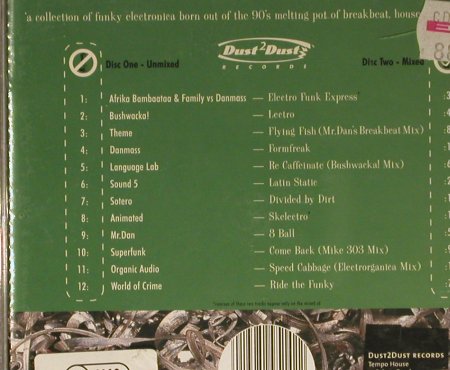 'a collection of funky electronica born out of the 90's melting pot of breakbeat, house
Dust2Dust
RECORDS
Disc One - Unmixed
Disc Two - Mixed
1: Afrika Bambaataa & Family vs Danmass — Electro Funk Express*
2: Bushwacka! — Lectro
3: Theme — Flying Fish (Mr.Dan's Breakbeat Mix)
4: Danmass — Formfreak
5: Language Lab — Re Caffeinate (Bushwacka! Mix)
6: Sound 5 — Latin Static
7: Sotero — Divided by Dirt
8: Animated — Skelectro*
9: Mr.Dan — 8 Ball
10: Superfunk — Come Back (Mike 303 Mix)
11: Organic Audio — Speed Cabbage (Electrorganica Mix)
12: World of Crime — Ride the Funky
DUST2DUST RECORDS
Tempo House